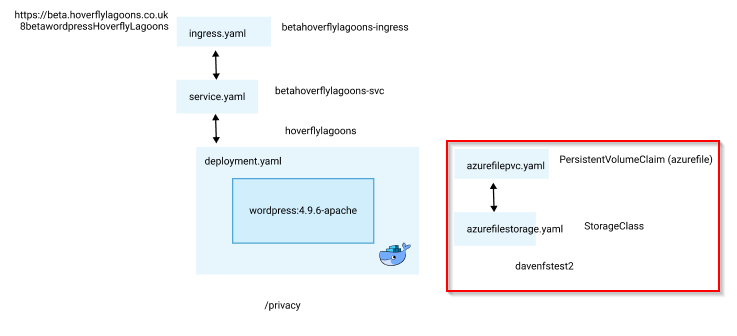 https://beta.hoverflylagoons.co.uk
8betawordpressHoverflyLagoons
ingress.yaml
betahoverflylagoons-ingress
service.yaml
betahoverflylagoons-svc
hoverflylagoons
deployment.yaml
wordpress:4.9.6-apache
azurefilepvc.yaml
PersistentVolumeClaim (azurefile)
azurefilestorage.yaml
StorageClass
davenfstest2
/privacy